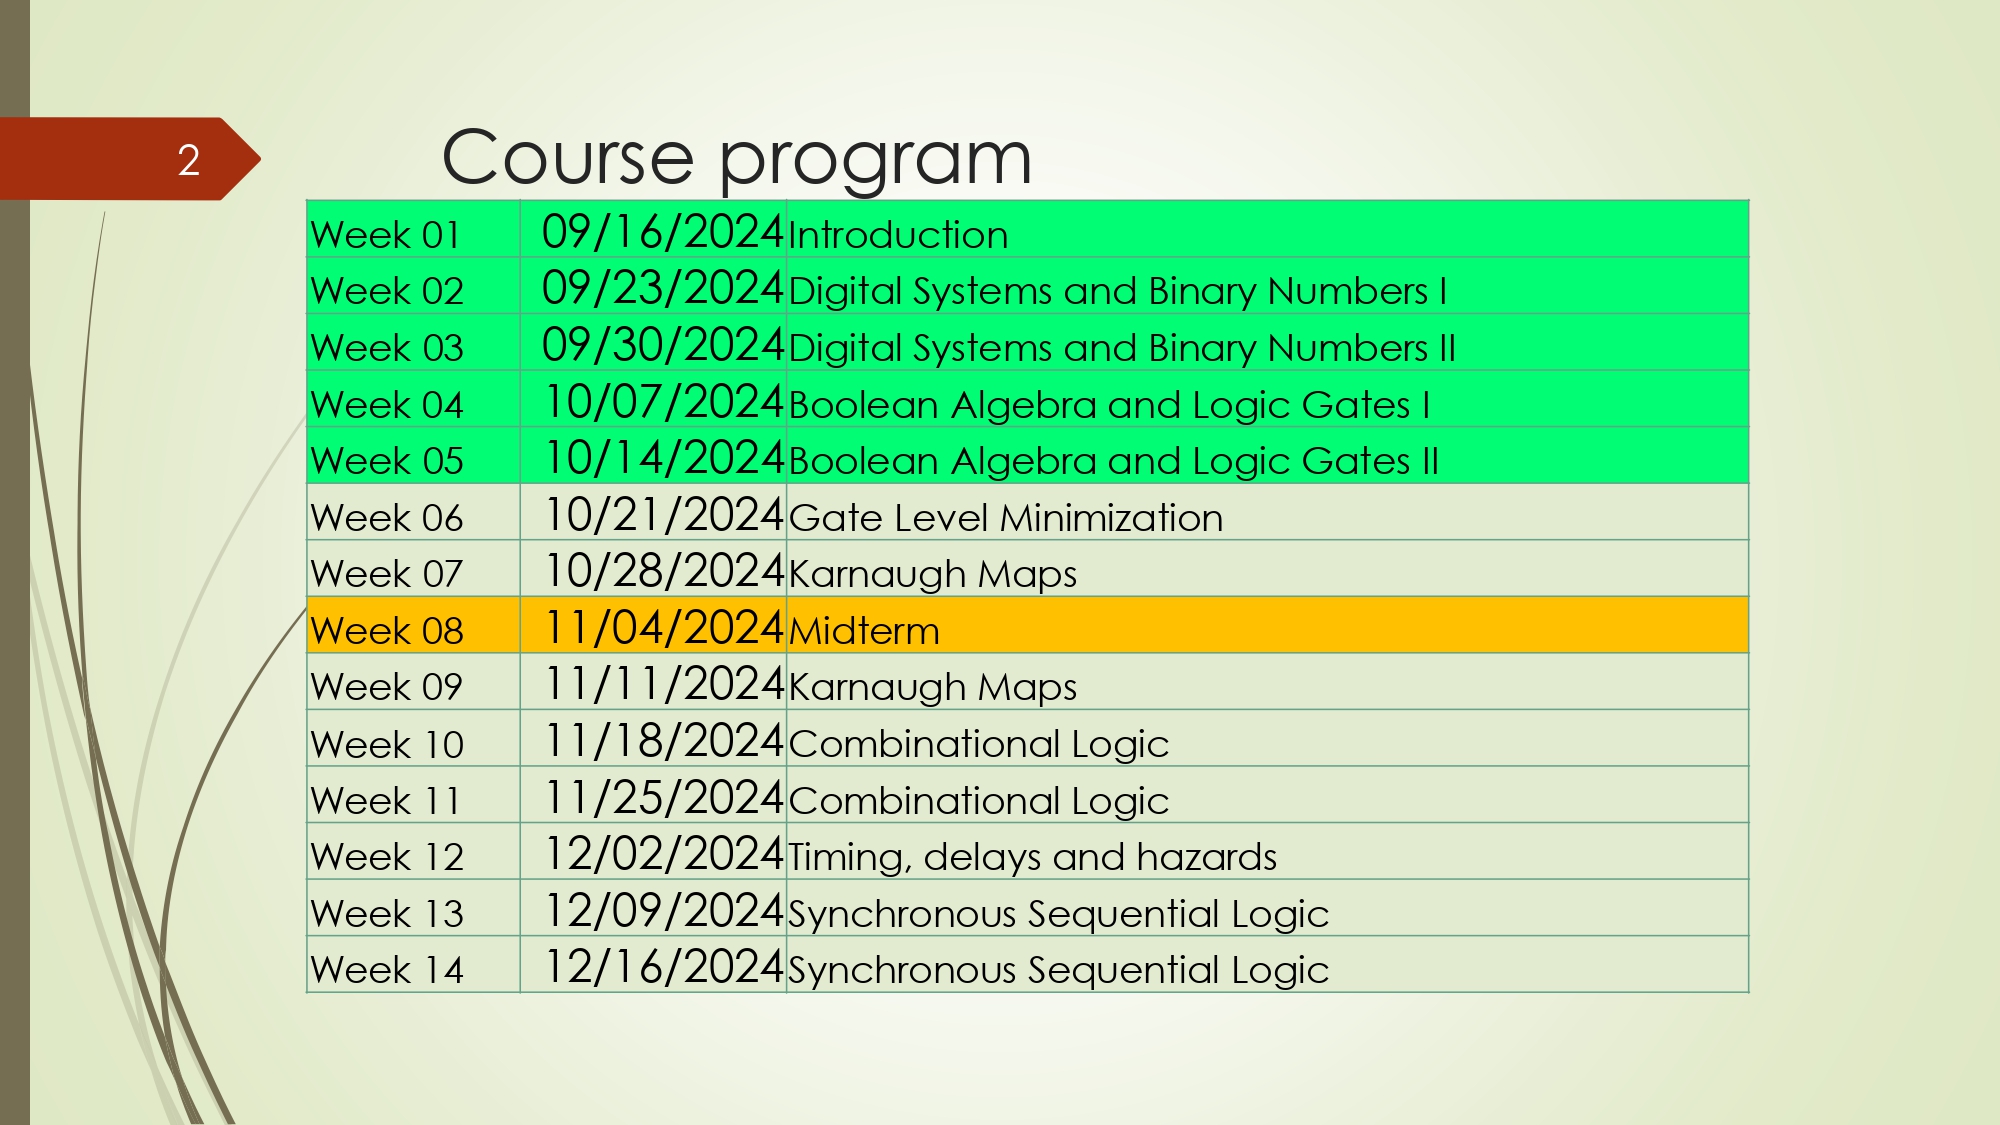 2
Course program
Week 01 09/16/2024 Introduction
Week 02 09/23/2024 Digital Systems and Binary Numbers I
Week 03 09/30/2024 Digital Systems and Binary Numbers II
Week 04 10/07/2024 Boolean Algebra and Logic Gates I
Week 05 10/14/2024 Boolean Algebra and Logic Gates II
Week 06 10/21/2024 Gate Level Minimization
Week 07 10/28/2024 Karnaugh Maps
Week 08 11/04/2024 Midterm
Week 09 11/11/2024 Karnaugh Maps
Week 10 11/18/2024 Combinational Logic
Week 11 11/25/2024 Combinational Logic
Week 12 12/02/2024 Timing, delays and hazards
Week 13 12/09/2024 Synchronous Sequential Logic
Week 14 12/16/2024 Synchronous Sequential Logic